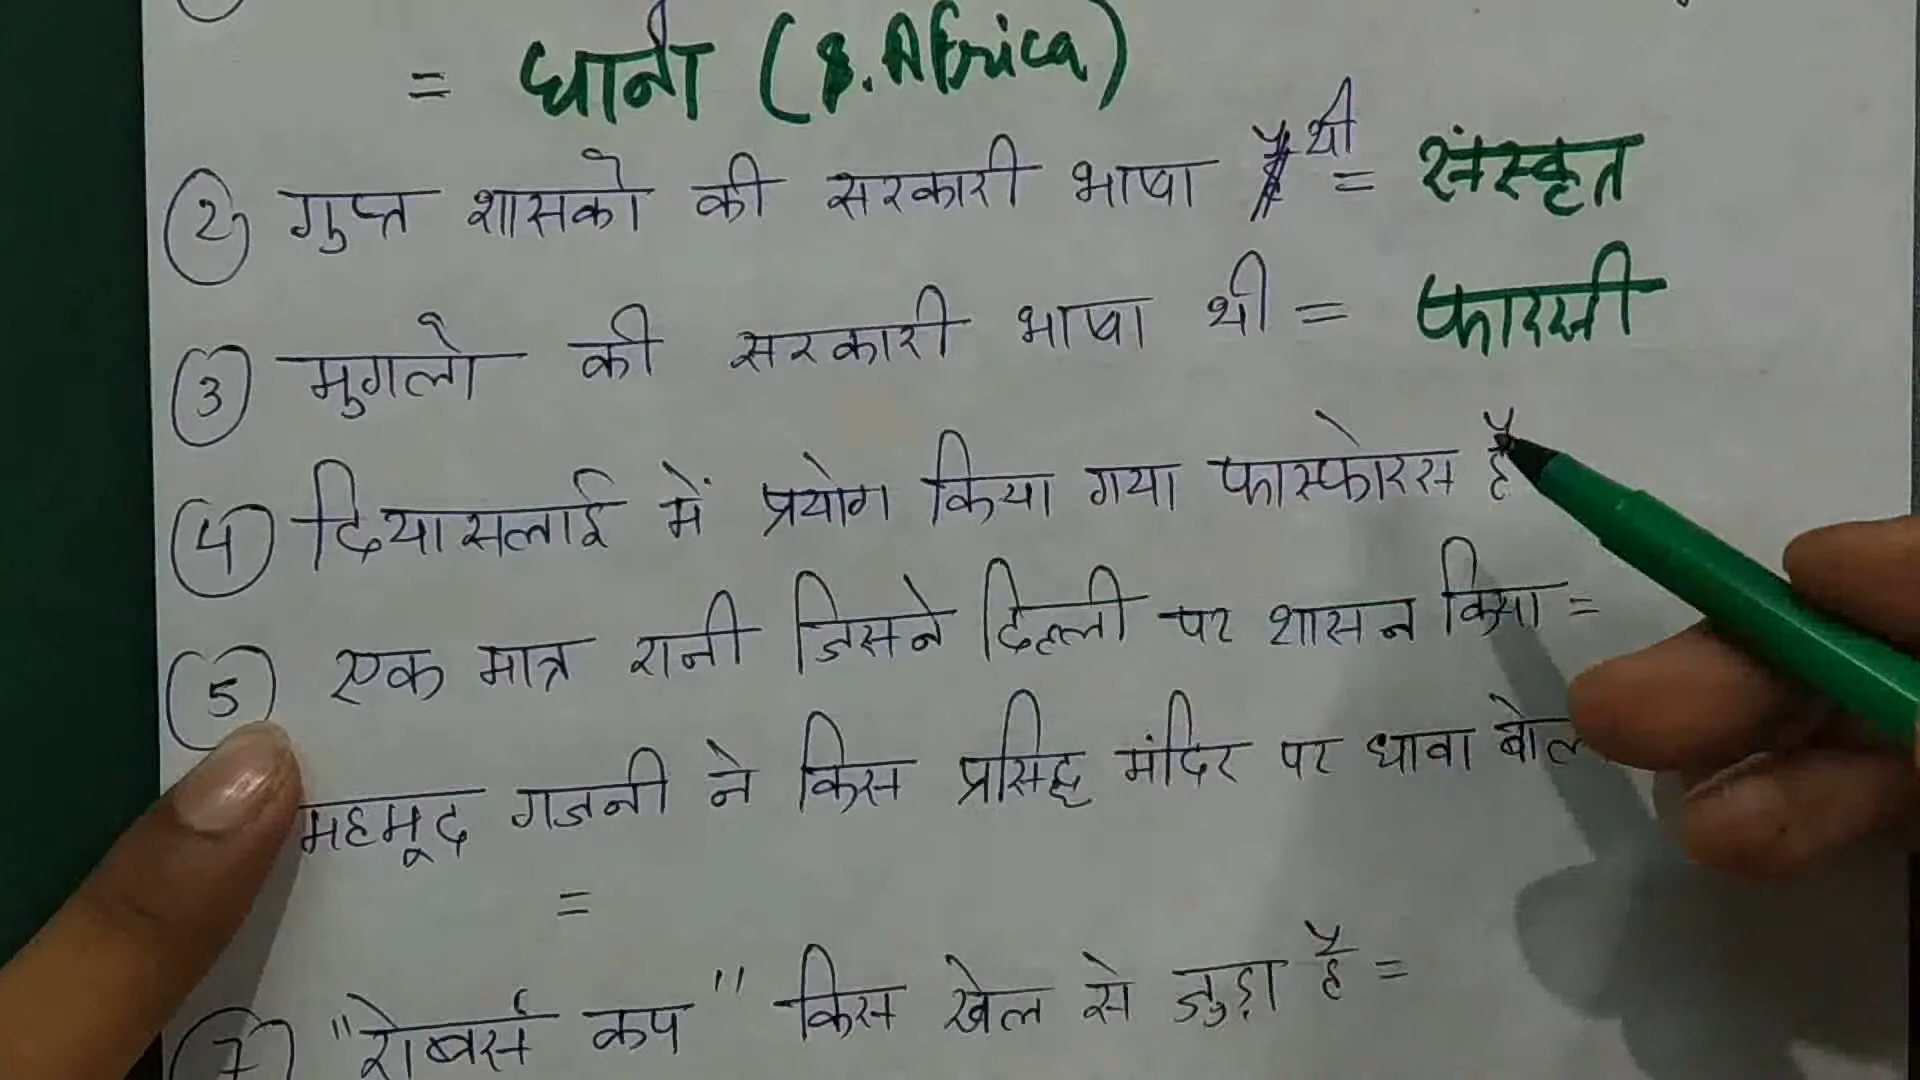 = घाना (S. Africa)
② गुप्त शासको की सरकारी भाषा थी = संस्कृत
③ मुगलो की सरकारी भाषा थी = फारसी
④ दियासलाई में प्रयोग किया गया फास्फोरस है
⑤ एक मात्र रानी जिसने दिल्ली पर शासन किया =
महमूद गजनी ने किस प्रसिद्ध मंदिर पर धावा
=
⑦ "रोबर्स कप" किस खेल से जुड़ा है =